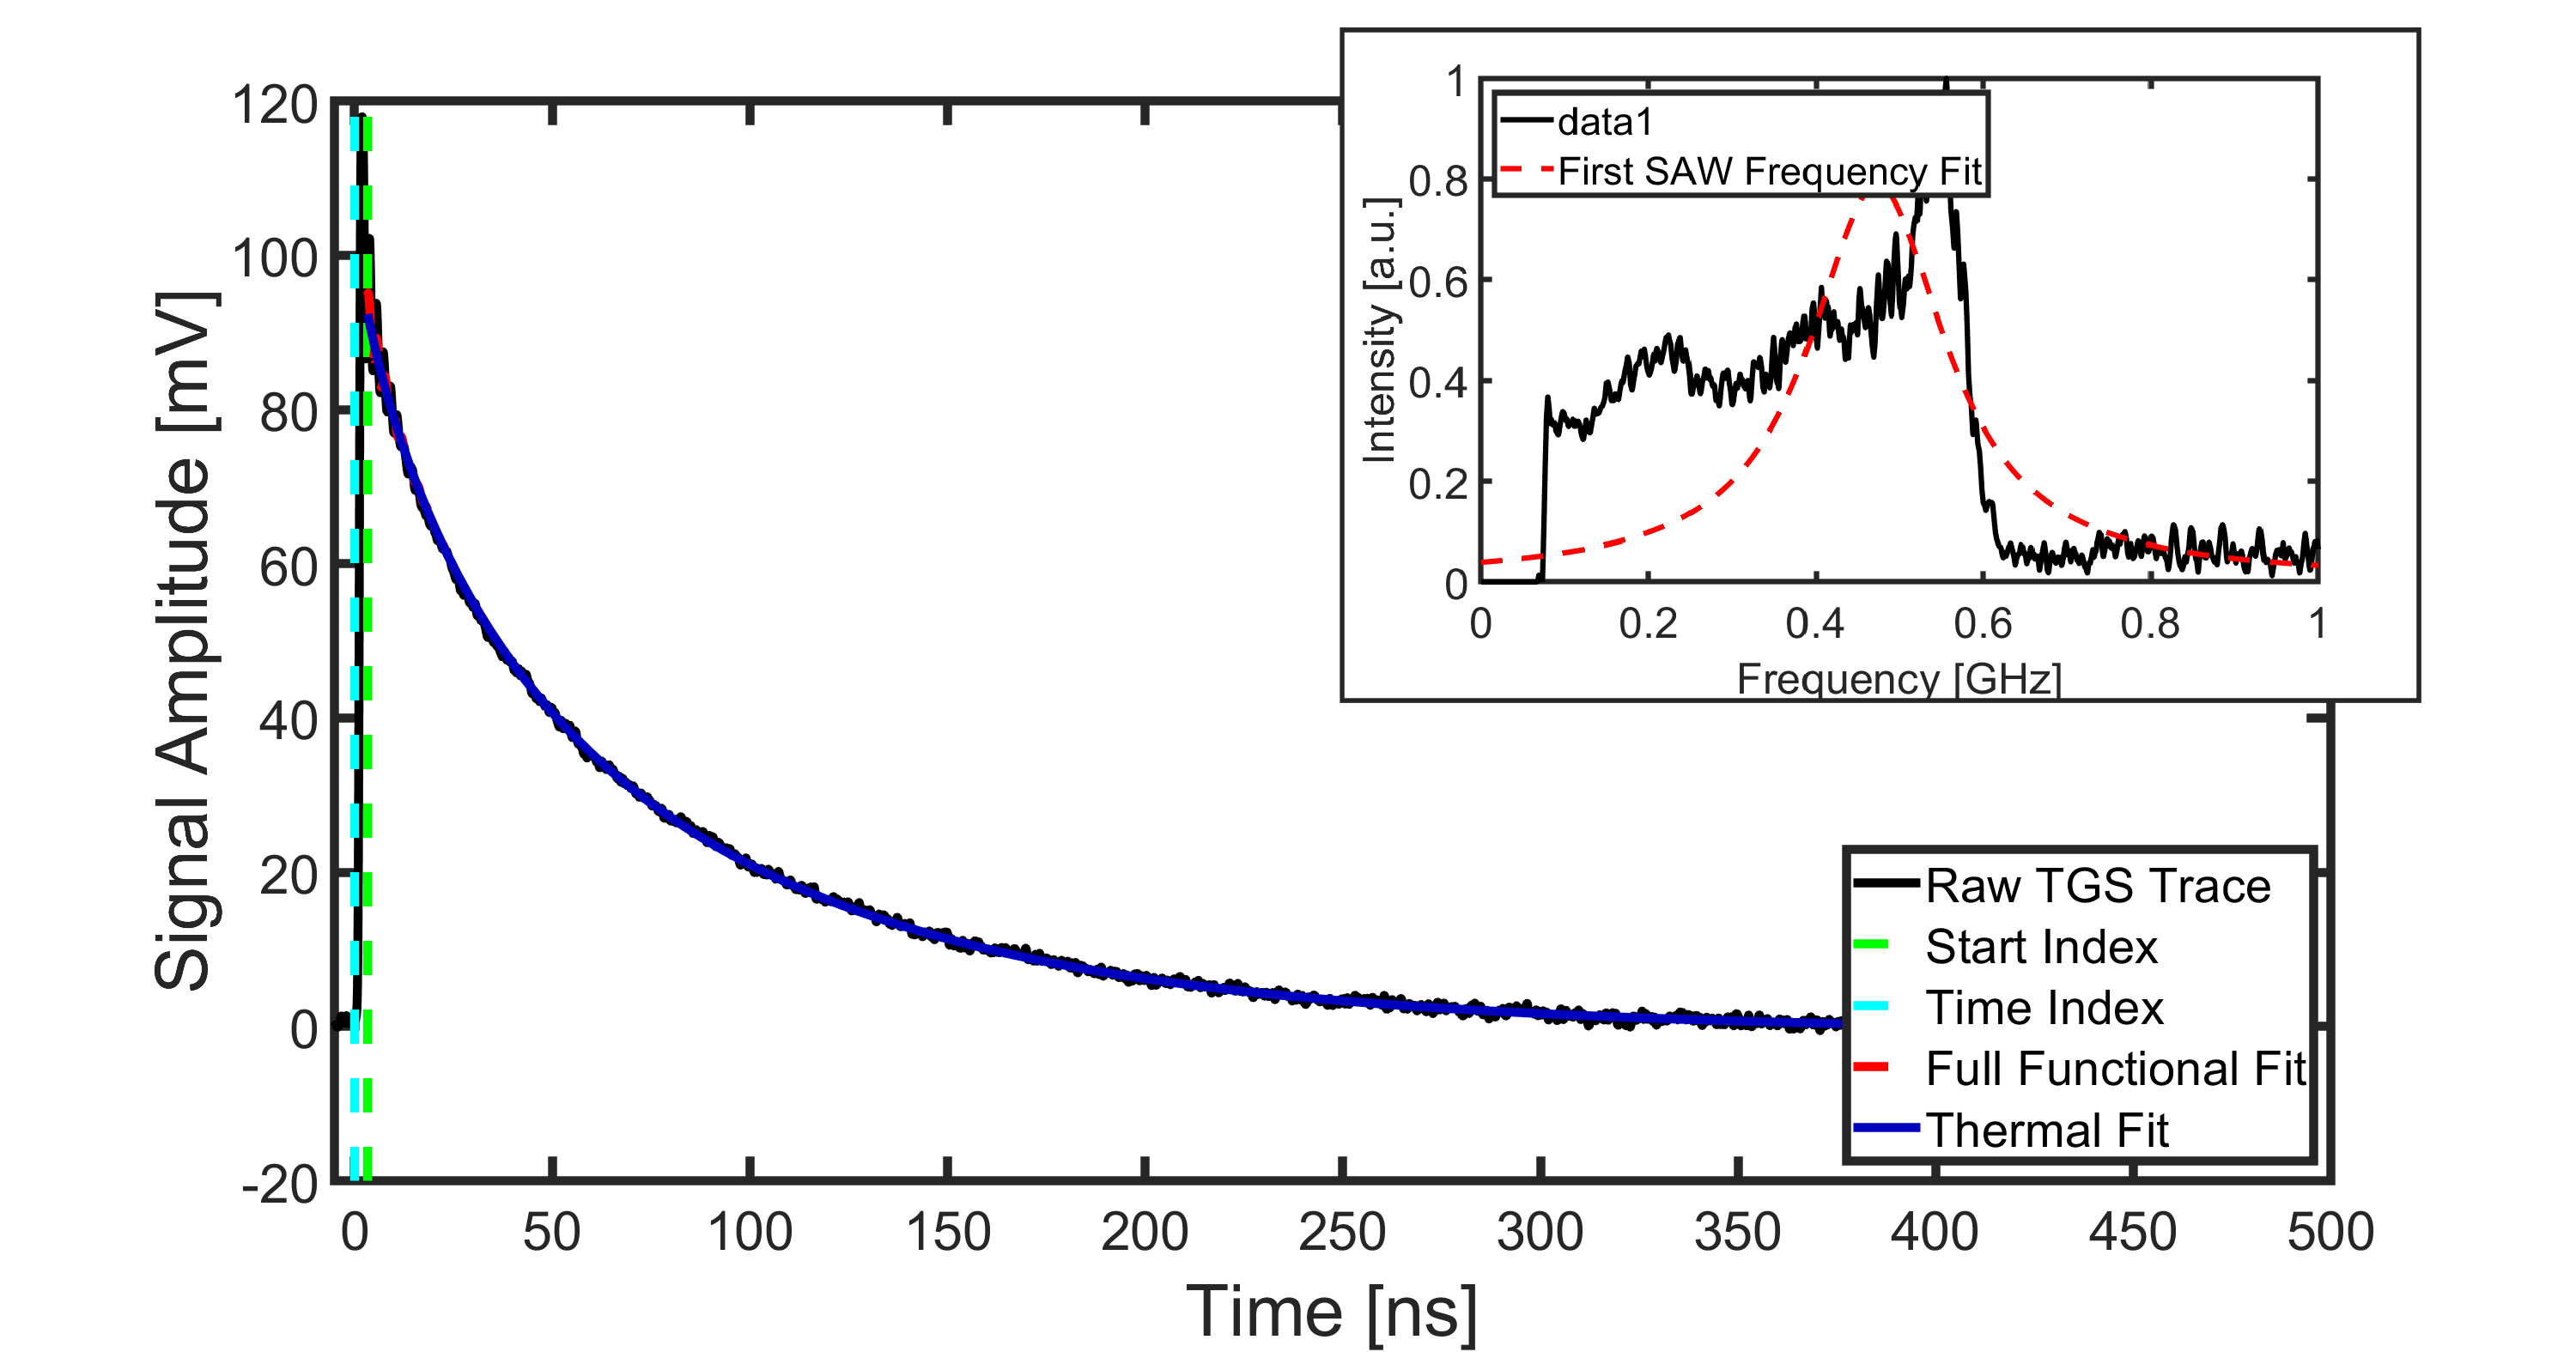 120
100
80
60
40
20
0
-20
Signal Amplitude [mV]
0 50 100 150 200 250 300 350 400 450 500
Time [ns]
1
0.8
0.6
0.4
0.2
0
Intensity [a.u.]
data1
First SAW Frequency Fit
0 0.2 0.4 0.6 0.8 1
Frequency [GHz]
Raw TGS Trace
Start Index
Time Index
Full Functional Fit
Thermal Fit